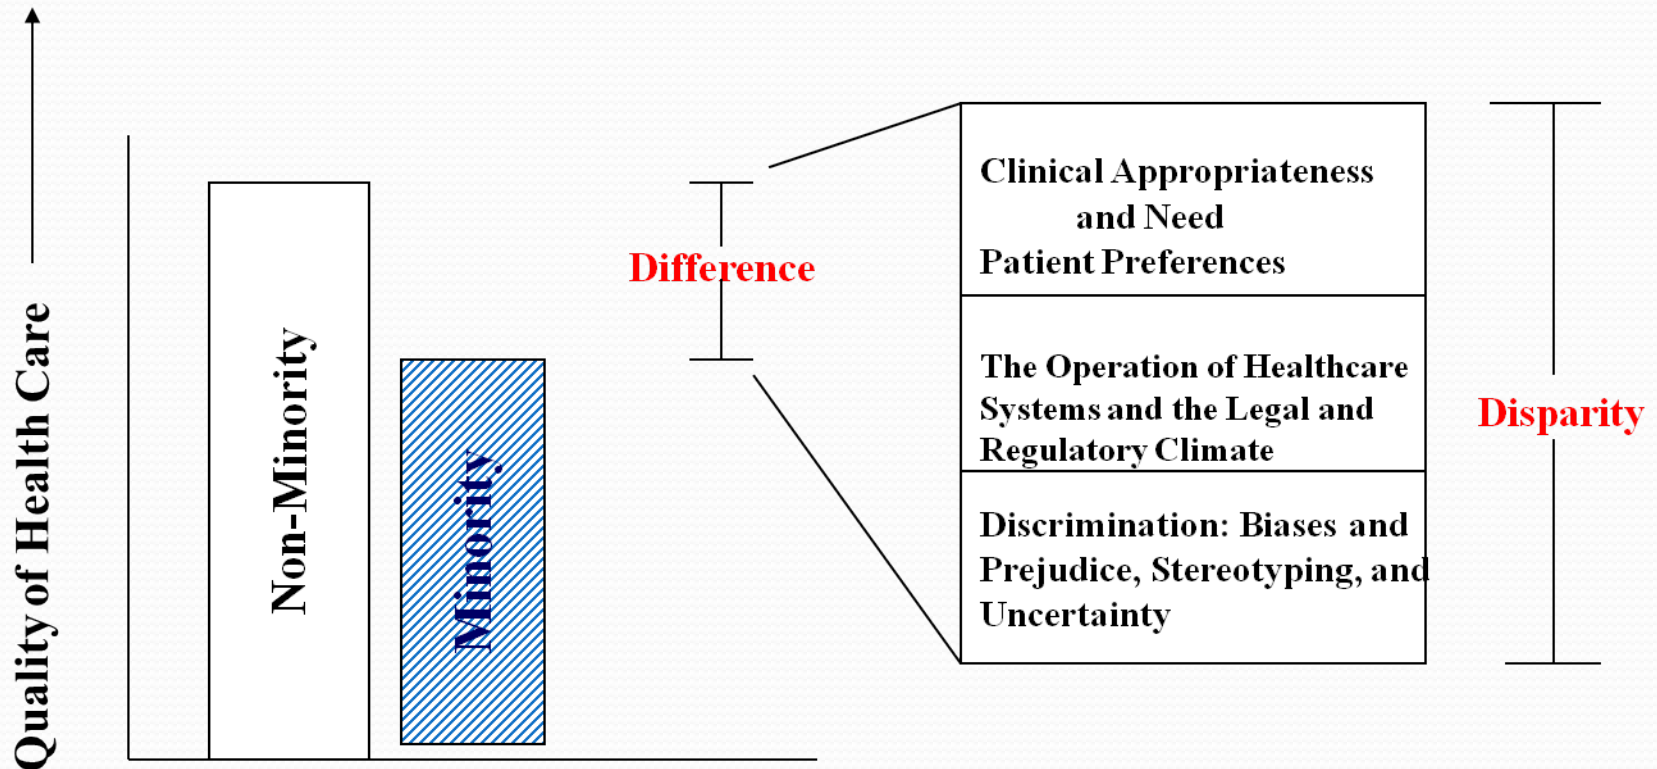 Quality of Health Care
Non-Minority
Minority
Difference
Clinical Appropriateness
and Need
Patient Preferences
The Operation of Healthcare
Systems and the Legal and
Regulatory Climate
Discrimination: Biases and
Prejudice, Stereotyping, and
Uncertainty
Disparity